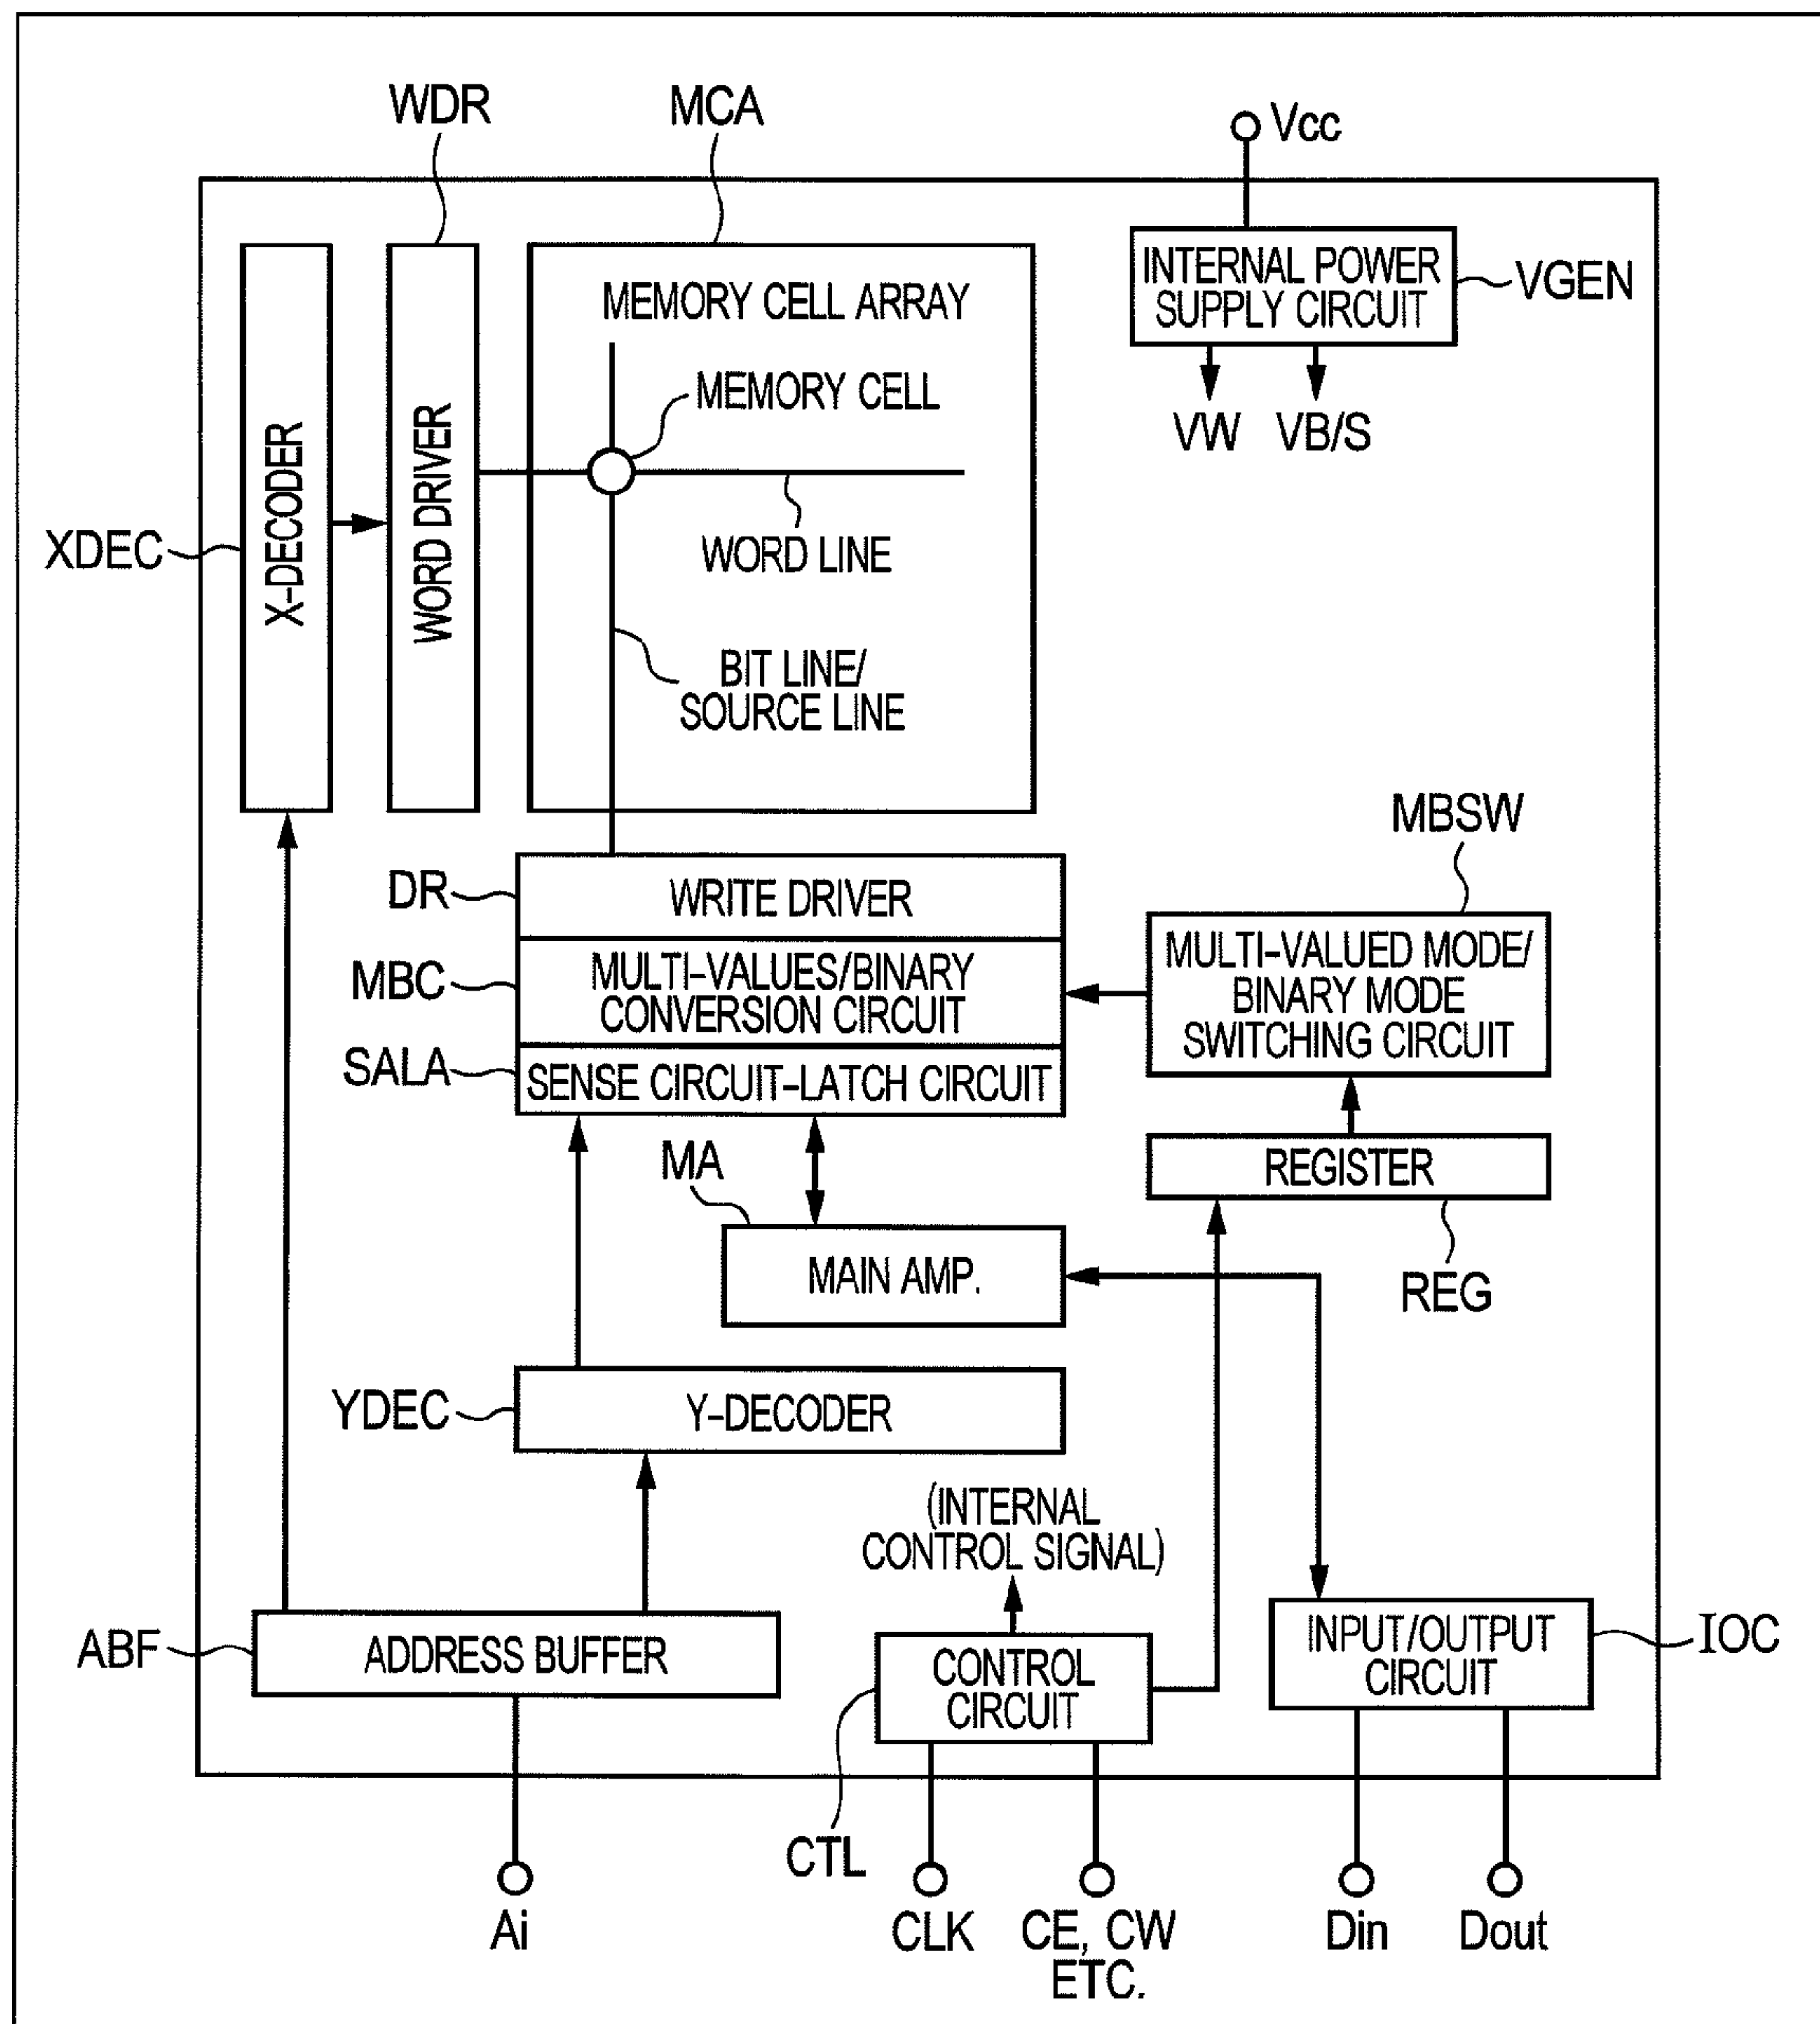 WDR
MCA
Vcc
INTERNAL POWER
SUPPLY CIRCUIT
VGEN
VW
VB/S
MEMORY CELL ARRAY
MEMORY CELL
WORD LINE
BIT LINE/
SOURCE LINE
XDEC
X-DECODER
WORD DRIVER
DR
WRITE DRIVER
MBC
MULTI-VALUES/BINARY
CONVERSION CIRCUIT
SALA
SENSE CIRCUIT-LATCH CIRCUIT
MBSW
MULTI-VALUED MODE/
BINARY MODE
SWITCHING CIRCUIT
REGISTER
REG
MA
MAIN AMP.
YDEC
Y-DECODER
(INTERNAL
CONTROL SIGNAL)
ABF
ADDRESS BUFFER
CONTROL
CIRCUIT
INPUT/OUTPUT
CIRCUIT
IOC
CTL
Ai
CLK
CE, CW
ETC.
Din
Dout